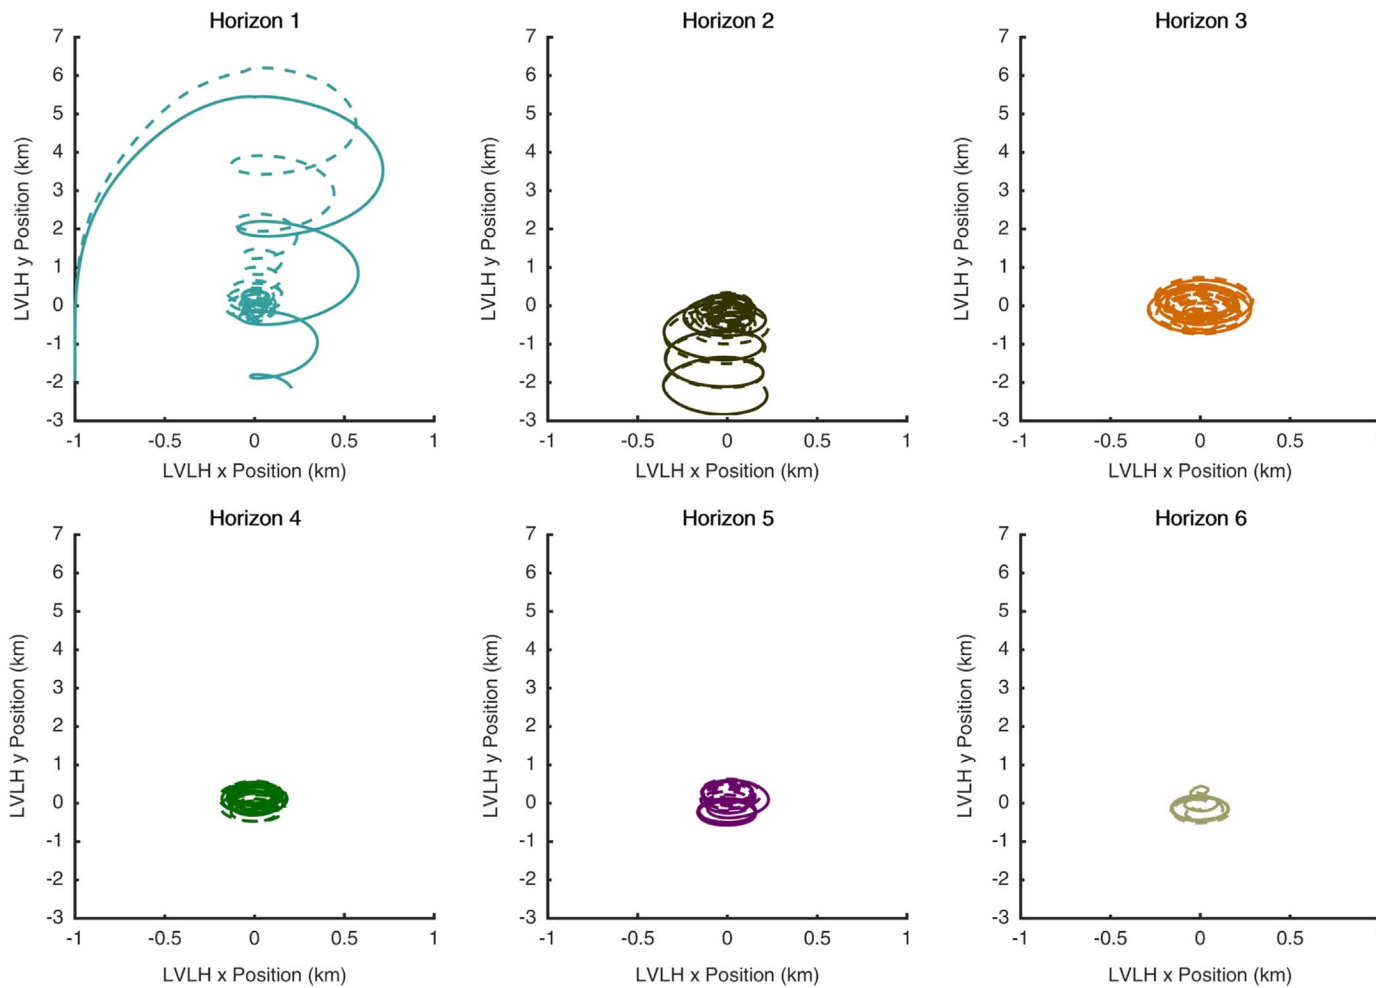 Horizon 1 Horizon 2 Horizon 3
7 7 7
6 6 6
5 5 5
4 4 4
3 3 3
2 2 2
1 1 1
0 0 0
-1 -1 -1
-2 -2 -2
-3 -3 -3
LVLH y Position (km) LVLH y Position (km) LVLH y Position (km)
-1 -0.5 0 0.5 1 -1 -0.5 0 0.5 1 -1 -0.5 0 0.5
LVLH x Position (km) LVLH x Position (km) LVLH x Position (km)
Horizon 4 Horizon 5 Horizon 6
7 7 7
6 6 6
5 5 5
4 4 4
3 3 3
2 2 2
1 1 1
0 0 0
-1 -1 -1
-2 -2 -2
-3 -3 -3
LVLH y Position (km) LVLH y Position (km) LVLH y Position (km)
-1 -0.5 0 0.5 1 -1 -0.5 0 0.5 1 -1 -0.5 0 0.5
LVLH x Position (km) LVLH x Position (km) LVLH x Position (km)